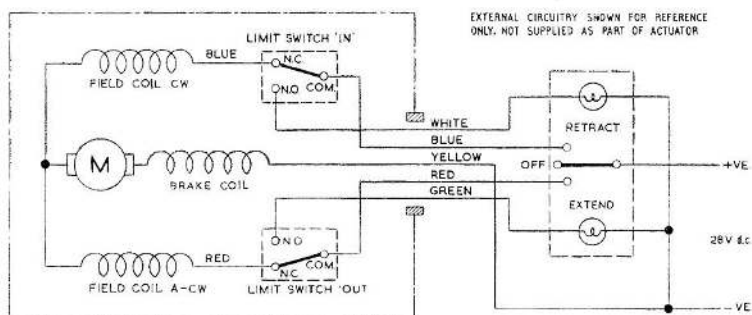 EXTERNAL CIRCUITRY SHOWN FOR REFERENCE
ONLY, NOT SUPPLIED AS PART OF ACTUATOR
LIMIT SWITCH 'IN'
BLUE
N.C.
N.O
COM.
FIELD COIL CW
WHITE
BLUE
YELLOW
RED
GREEN
RETRACT
OFF
EXTEND
+VE
28V d.c.
-VE
M
BRAKE COIL
N O
COM.
N.C.
RED
FIELD COIL A-CW
LIMIT SWITCH 'OUT